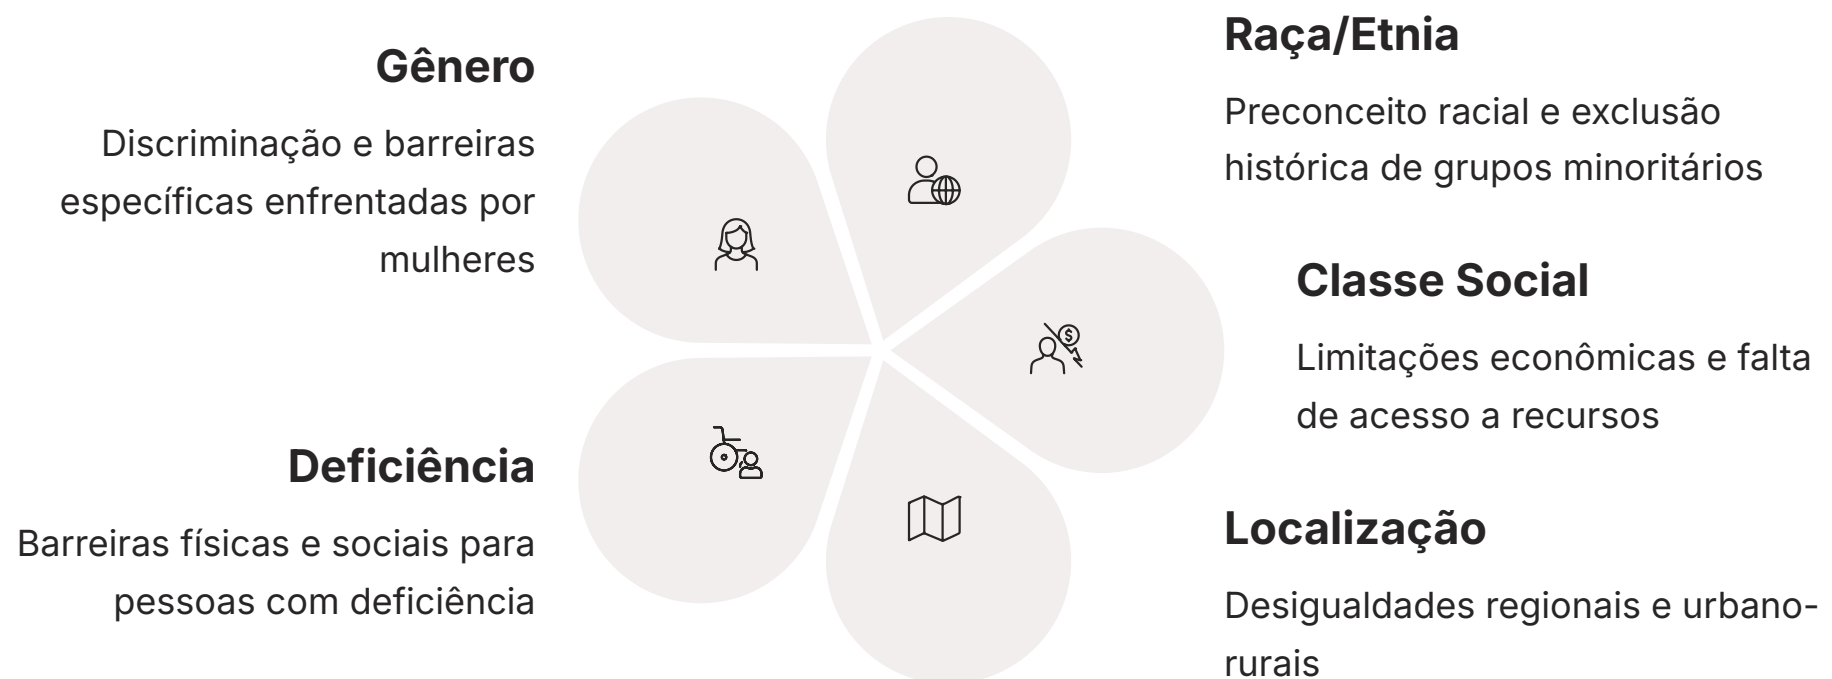 Gênero
Discriminação e barreiras
específicas enfrentadas por
mulheres
Raça/Etnia
Preconceito racial e exclusão
histórica de grupos minoritários
Classe Social
Limitações econômicas e falta
de acesso a recursos
Deficiência
Barreiras físicas e sociais para
pessoas com deficiência
Localização
Desigualdades regionais e urbano-
rurais
$